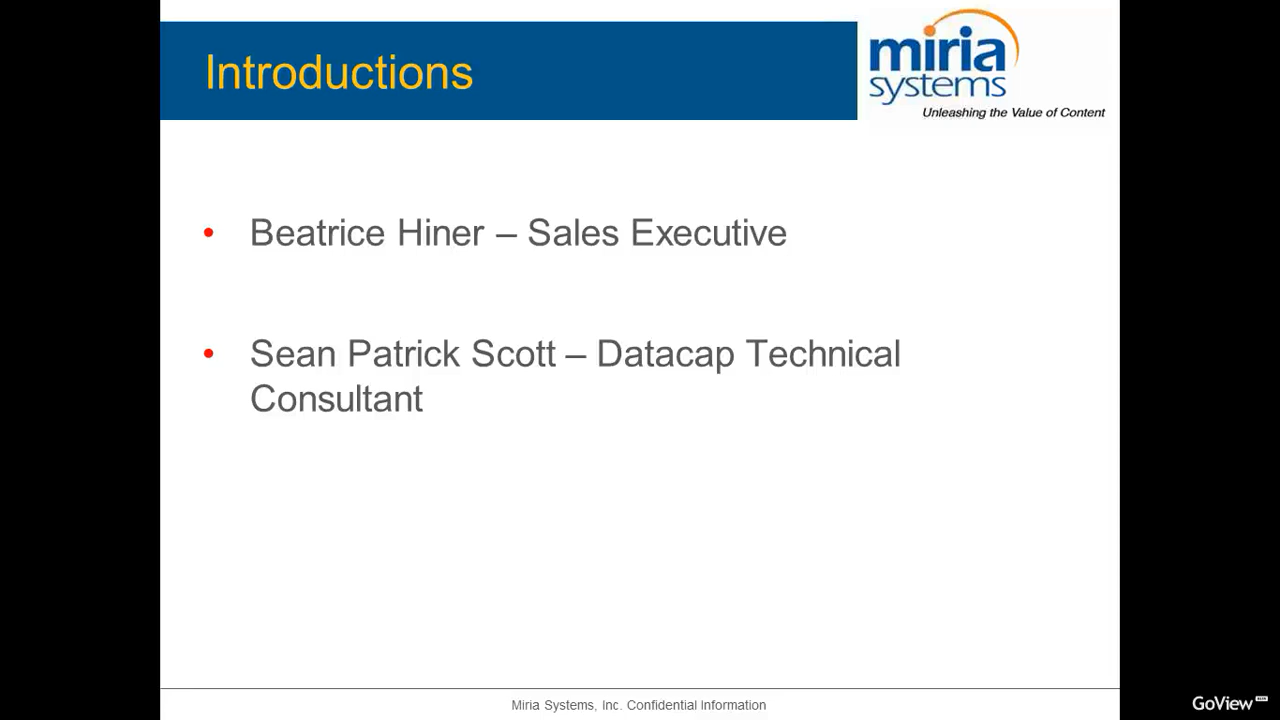 Introductions
miria
systems
Unleashing the Value of Content
• Beatrice Hiner – Sales Executive
• Sean Patrick Scott – Datacap Technical
Consultant
Miria Systems, Inc. Confidential Information
GoView